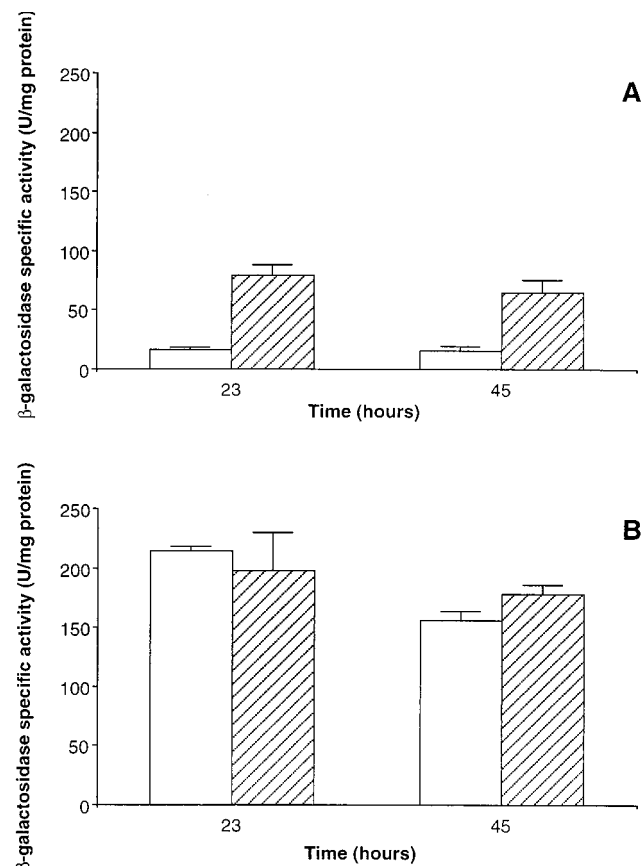 β-galactosidase specific activity (U/mg protein)
250
200
150
100
50
0
A
23
45
Time (hours)
β-galactosidase specific activity (U/mg protein)
250
200
150
100
50
0
B
23
45
Time (hours)